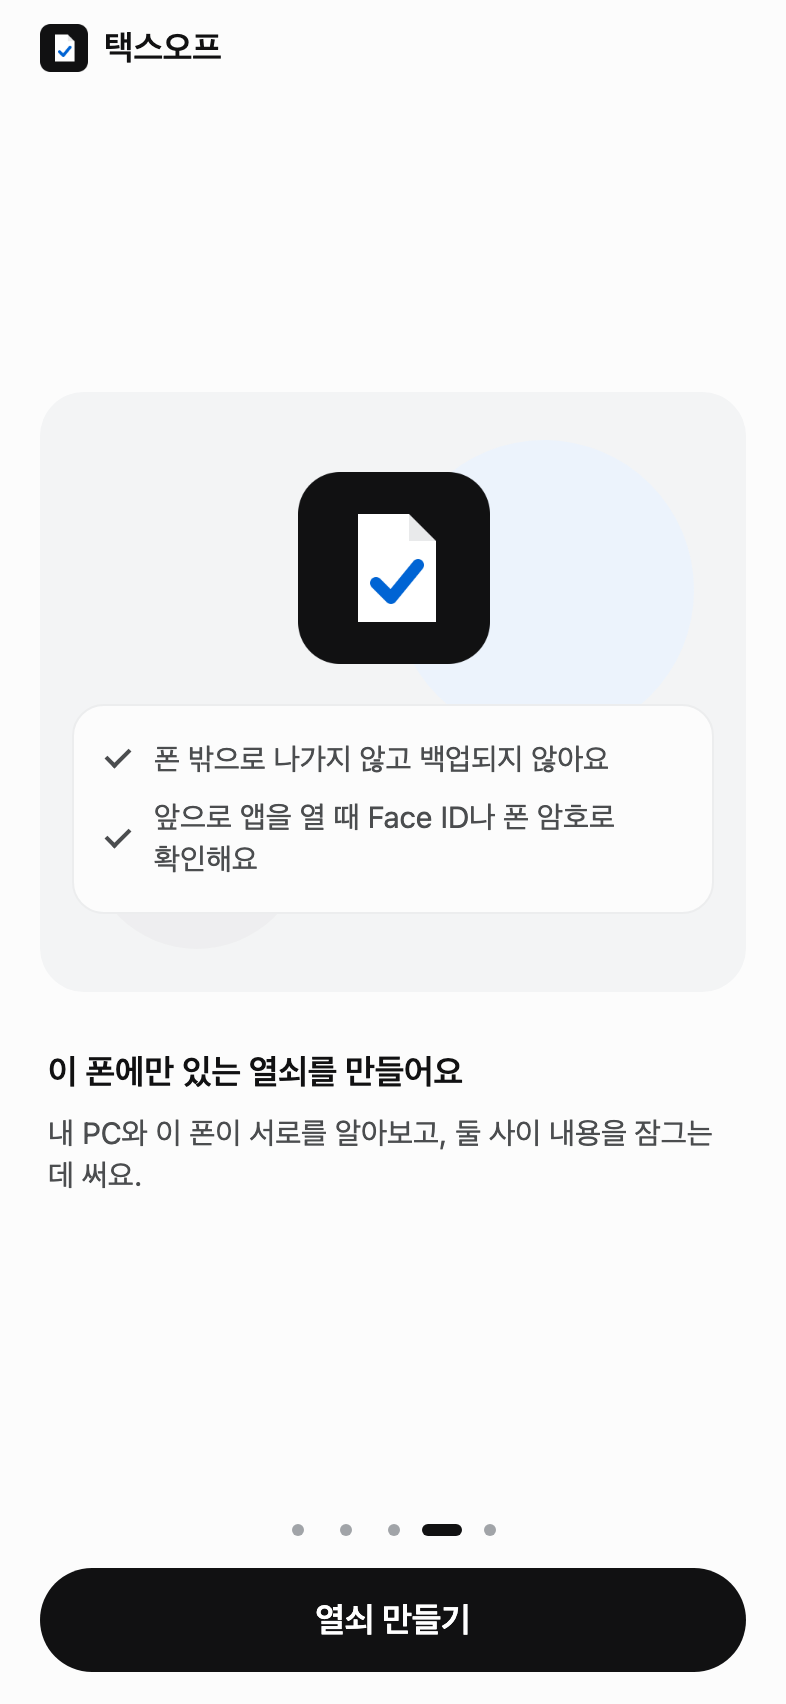 택스오프
폰 밖으로 나가지 않고 백업되지 않아요
앞으로 앱을 열 때 Face ID나 폰 암호로
확인해요
이 폰에만 있는 열쇠를 만들어요
내 PC와 이 폰이 서로를 알아보고, 둘 사이 내용을 잠그는
데 써요.
열쇠 만들기